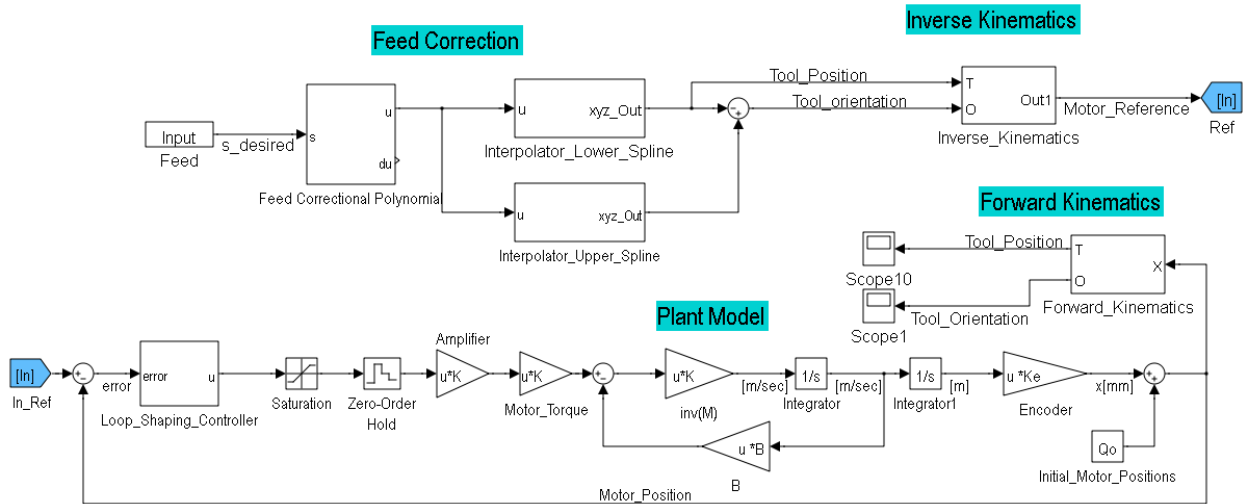 Inverse Kinematics
Feed Correction
Tool_Position
T
Out1
O
Tool_orientation
Motor_Reference
[In]
Ref
Inverse_Kinematics
u
xyz_Out
Interpolator_Lower_Spline
Input
Feed
s_desired
s
u
du
Feed Correctional Polynomial
u
xyz_Out
Interpolator_Upper_Spline
Forward Kinematics
Tool_Position
T
X
O
Scope10
Scope1
Tool_Orientation
Forward_Kinematics
Plant Model
[In]
In_Ref
error
error
u
Loop_Shaping_Controller
Saturation
Zero-Order
Hold
Amplifier
u*K
u*K
Motor_Torque
u*K
inv(M)
[m/sec]
1/s
Integrator
[m/sec]
1/s
Integrator1
[m]
u *Ke
Encoder
x[mm]
u *B
B
Qo
Initial_Motor_Positions
Motor_Position